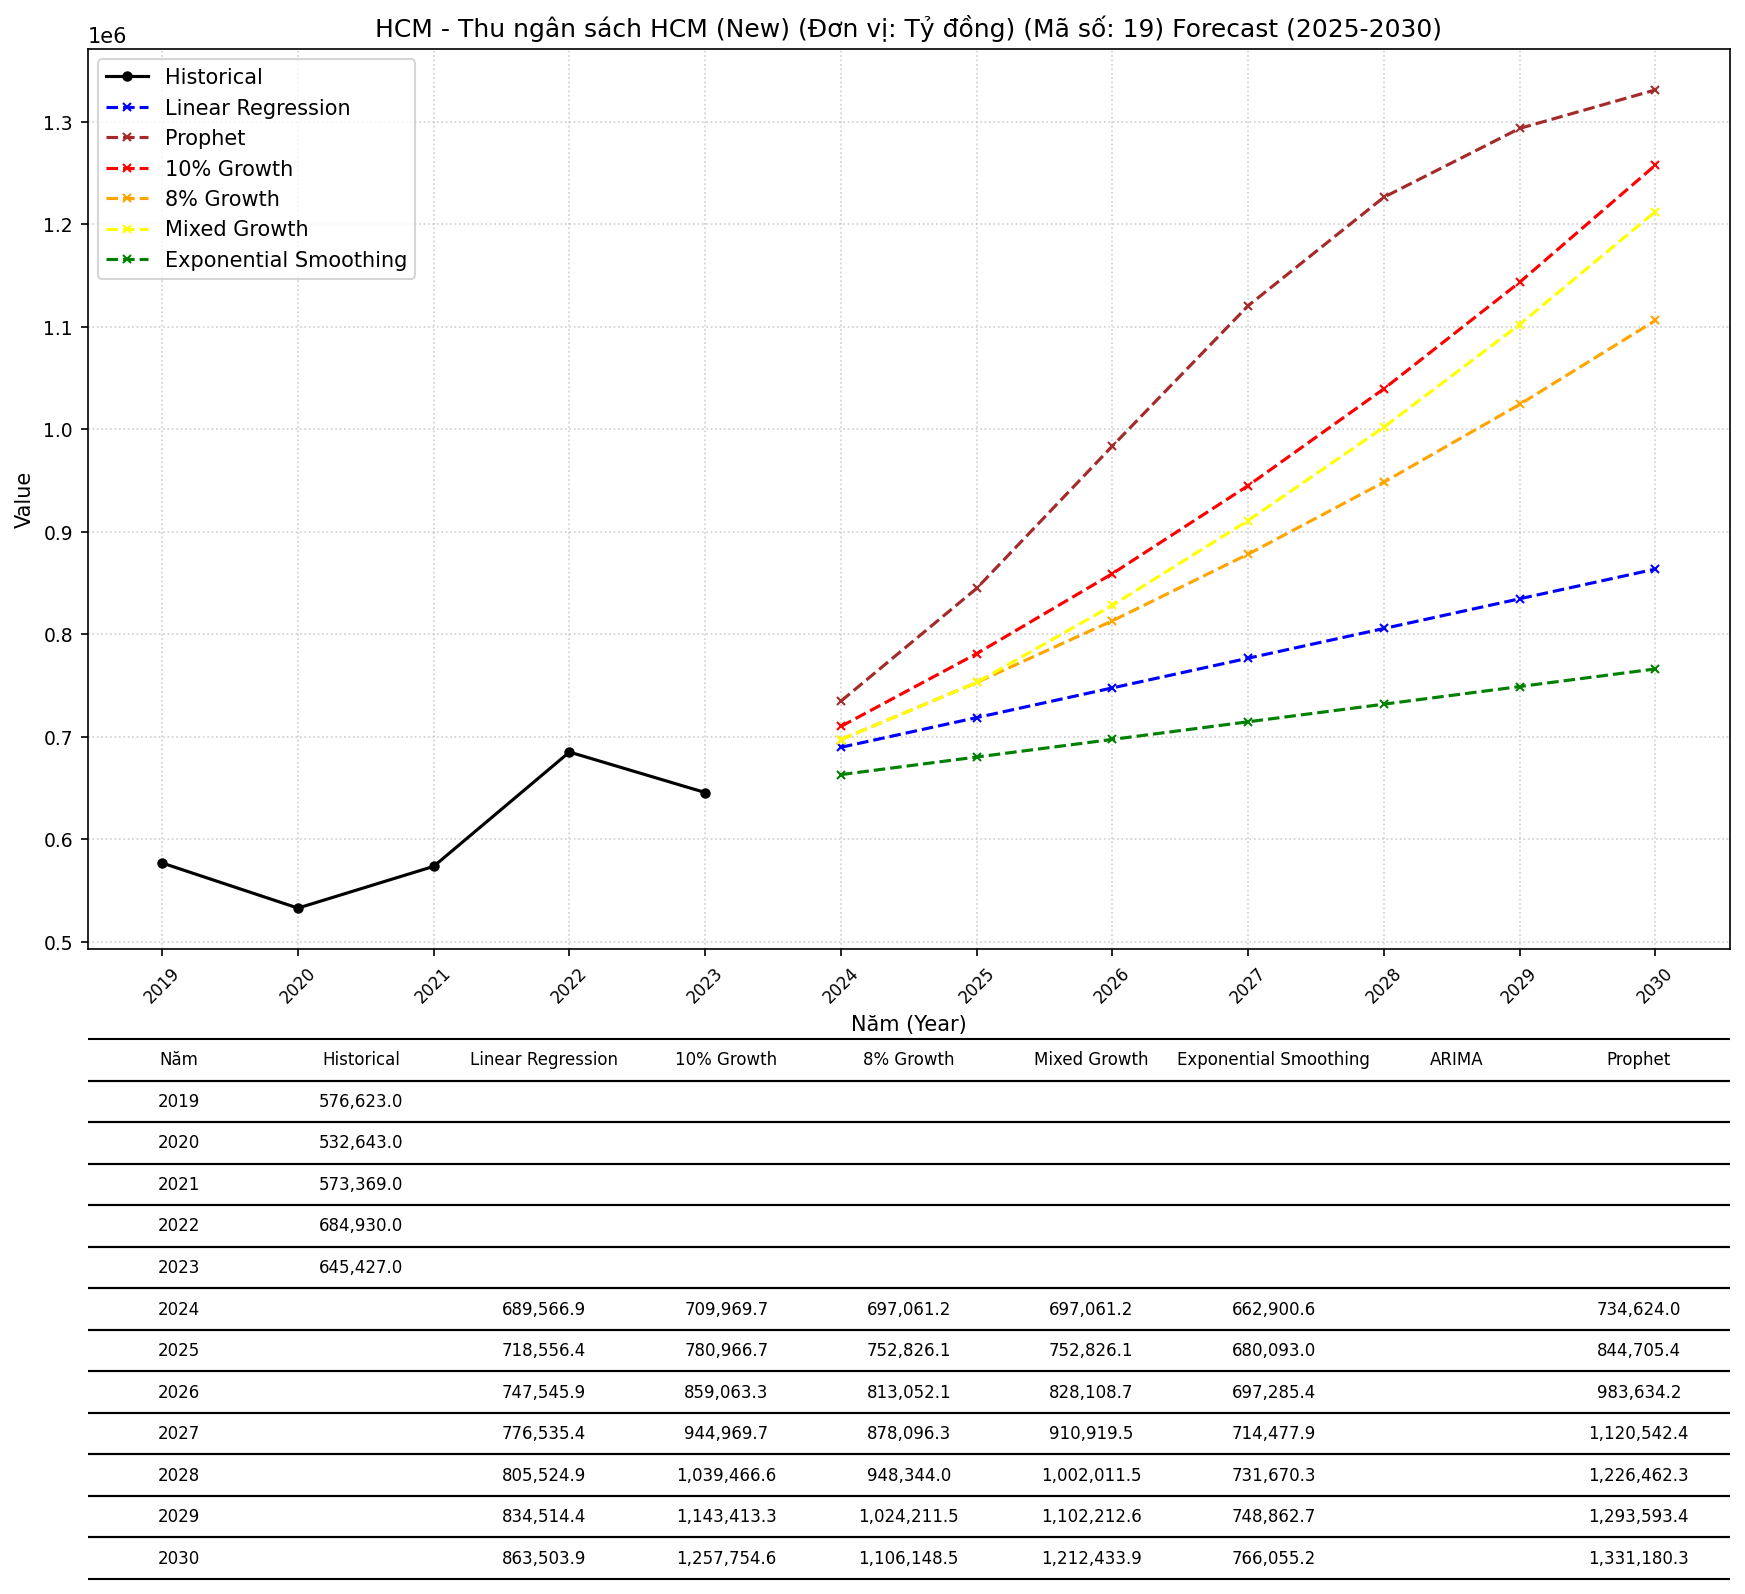 HCM - Thu ngân sách HCM (New) (Đơn vị: Tỷ đồng) (Mã số: 19) Forecast (2025-2030)
1e6
Historical
Linear Regression
Prophet
10% Growth
8% Growth
Mixed Growth
Exponential Smoothing
1.3
1.2
1.1
1.0
0.9
0.8
0.7
0.6
0.5
Value
2019 2020 2021 2022 2023 2024 2025 2026 2027 2028 2029 2030
Năm (Year)
Năm Historical Linear Regression 10% Growth 8% Growth Mixed Growth Exponential Smoothing ARIMA Prophet
2019 576,623.0
2020 532,643.0
2021 573,369.0
2022 684,930.0
2023 645,427.0
2024 689,566.9 709,969.7 697,061.2 697,061.2 662,900.6 734,624.0
2025 718,556.4 780,966.7 752,826.1 752,826.1 680,093.0 844,705.4
2026 747,545.9 859,063.3 813,052.1 828,108.7 697,285.4 983,634.2
2027 776,535.4 944,969.7 878,096.3 910,919.5 714,477.9 1,120,542.4
2028 805,524.9 1,039,466.6 948,344.0 1,002,011.5 731,670.3 1,226,462.3
2029 834,514.4 1,143,413.3 1,024,211.5 1,102,212.6 748,862.7 1,293,593.4
2030 863,503.9 1,257,754.6 1,106,148.5 1,212,433.9 766,055.2 1,331,180.3